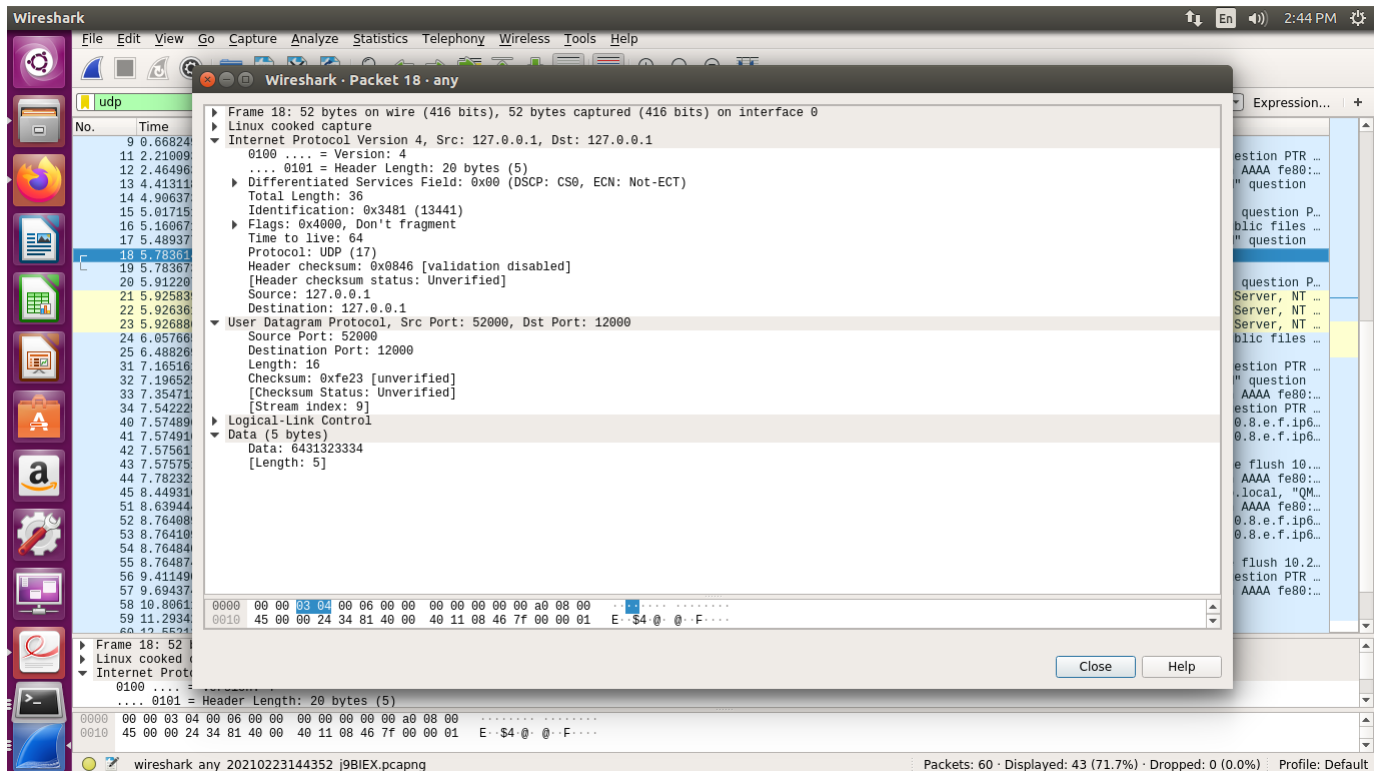 Wireshark
En 2:44 PM
File Edit View Go Capture Analyze Statistics Telephony Wireless Tools Help
Wireshark · Packet 18 · any
udp
Expression... +
No. Time
9 0.66824
11 2.21009
12 2.46496
13 4.41311
14 4.90637
15 5.01715
16 5.16067
17 5.48937
18 5.78361
19 5.78367
20 5.91220
21 5.92583
22 5.92636
23 5.92688
24 6.05766
25 6.48826
31 7.16516
32 7.19652
33 7.35471
34 7.54222
40 7.57489
41 7.57491
42 7.57561
43 7.57575
44 7.78232
45 8.44931
51 8.63944
52 8.76408
53 8.76410
54 8.76484
55 8.76487
56 9.41149
57 9.69437
58 10.8061
59 11.2934
Frame 18: 52 bytes on wire (416 bits), 52 bytes captured (416 bits) on interface 0
Linux cooked capture
Internet Protocol Version 4, Src: 127.0.0.1, Dst: 127.0.0.1
0100 .... = Version: 4
.... 0101 = Header Length: 20 bytes (5)
Differentiated Services Field: 0x00 (DSCP: CS0, ECN: Not-ECT)
Total Length: 36
Identification: 0x3481 (13441)
Flags: 0x4000, Don't fragment
Time to live: 64
Protocol: UDP (17)
Header checksum: 0x0846 [validation disabled]
[Header checksum status: Unverified]
Source: 127.0.0.1
Destination: 127.0.0.1
User Datagram Protocol, Src Port: 52000, Dst Port: 12000
Source Port: 52000
Destination Port: 12000
Length: 16
Checksum: 0xfe23 [unverified]
[Checksum Status: Unverified]
[Stream index: 9]
Logical-Link Control
Data (5 bytes)
Data: 6431323334
[Length: 5]
0000 00 00 03 04 00 06 00 00 00 00 00 00 00 a0 08 00 ········ ········
0010 45 00 00 24 34 81 40 00 40 11 08 46 7f 00 00 01 E··$4·@· @··F····
Close Help
estion PTR …
AAAA fe80:…
" question
question P…
blic files …
" question
question P…
Server, NT …
Server, NT …
Server, NT …
blic files …
estion PTR …
" question
AAAA fe80:…
estion PTR …
0.8.e.f.ip6…
0.8.e.f.ip6…
e flush 10.…
AAAA fe80:…
.local, "QM…
AAAA fe80:…
0.8.e.f.ip6…
0.8.e.f.ip6…
flush 10.2…
estion PTR …
AAAA fe80:…
Frame 18: 52
Linux cooked
Internet Prot
0100 ....
.... 0101 = Header Length: 20 bytes (5)
0000 00 00 03 04 00 06 00 00 00 00 00 00 00 a0 08 00 ········ ········
0010 45 00 00 24 34 81 40 00 40 11 08 46 7f 00 00 01 E··$4·@· @··F····
wireshark_any_20210223144352_j9BIEX.pcapng
Packets: 60 · Displayed: 43 (71.7%) · Dropped: 0 (0.0%) Profile: Default